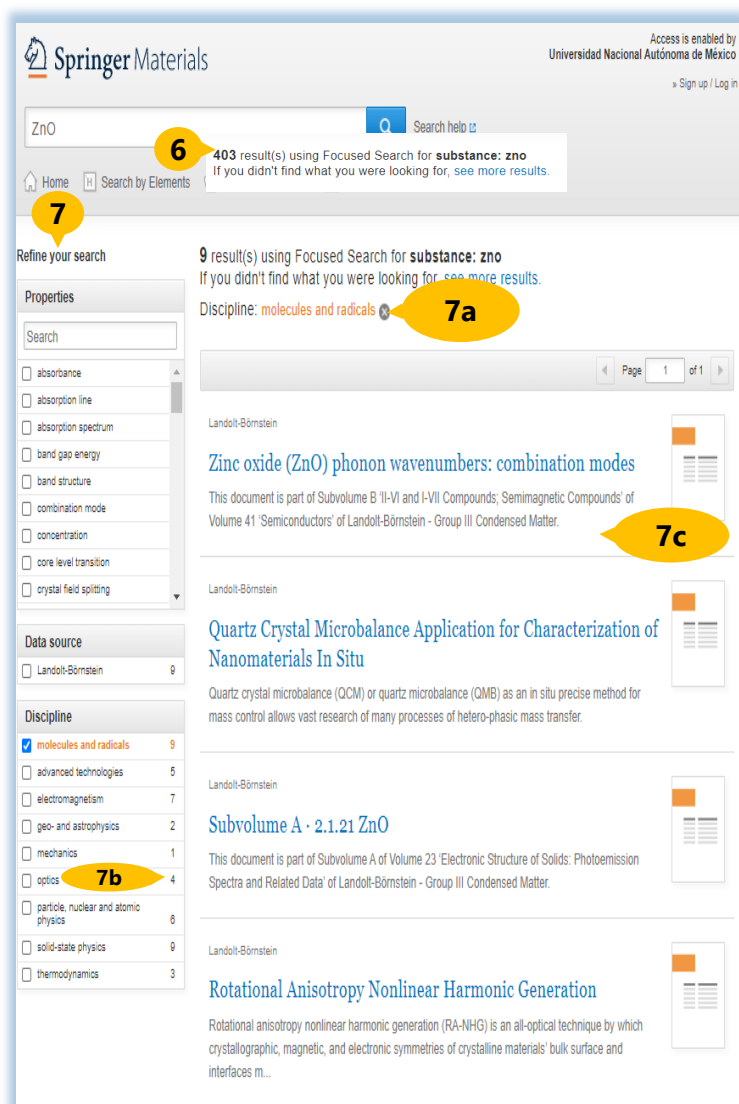 Springer Materials
Access is enabled by
Universidad Nacional Autónoma de México
» Sign up / Log in
ZnO
Search help
6
403 result(s) using Focused Search for substance: zno
If you didn't find what you were looking for, see more results.
Home
H Search by Elements
7
Refine your search
9 result(s) using Focused Search for substance: zno
If you didn't find what you were looking for, see more results.
Discipline: molecules and radicals
7a
Properties
Search
absorbance
absorption line
absorption spectrum
band gap energy
band structure
combination mode
concentration
core level transition
crystal field splitting
Data source
Landolt-Börnstein 9
Discipline
molecules and radicals 9
advanced technologies 5
electromagnetism 7
geo- and astrophysics 2
mechanics 1
optics 7b 4
particle, nuclear and atomic
physics 6
solid-state physics 9
thermodynamics 3
Page 1 of 1
Landolt-Börnstein
Zinc oxide (ZnO) phonon wavenumbers: combination modes
This document is part of Subvolume B 'II-VI and I-VII Compounds; Semimagnetic Compounds' of
Volume 41 'Semiconductors' of Landolt-Börnstein - Group III Condensed Matter.
7c
Landolt-Börnstein
Quartz Crystal Microbalance Application for Characterization of
Nanomaterials In Situ
Quartz crystal microbalance (QCM) or quartz microbalance (QMB) as an in situ precise method for
mass control allows vast research of many processes of hetero-phasic mass transfer.
Landolt-Börnstein
Subvolume A · 2.1.21 ZnO
This document is part of Subvolume A of Volume 23 'Electronic Structure of Solids: Photoemission
Spectra and Related Data' of Landolt-Börnstein - Group III Condensed Matter.
Landolt-Börnstein
Rotational Anisotropy Nonlinear Harmonic Generation
Rotational anisotropy nonlinear harmonic generation (RA-NHG) is an all-optical technique by which
crystallographic, magnetic, and electronic symmetries of crystalline materials' bulk surface and
interfaces m...